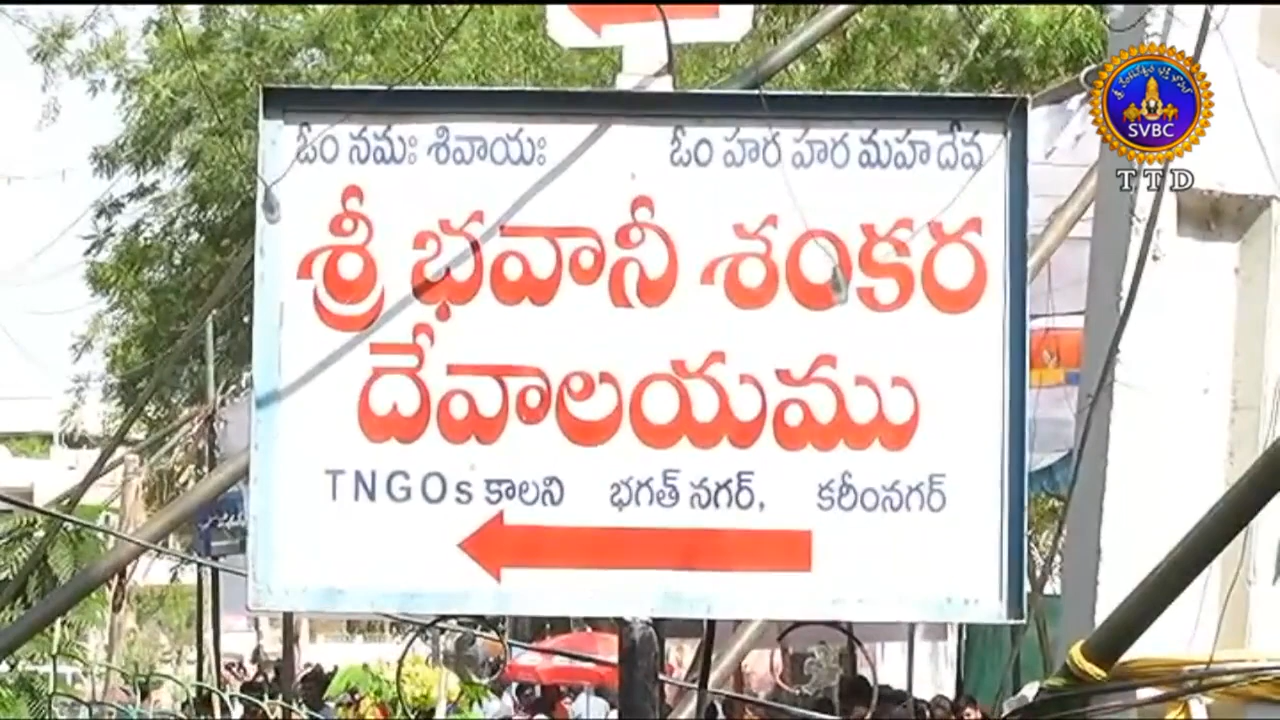 ఓం నమః శివాయః ఓం హర హర మహదేవ
శ్రీ భవానీ శంకర
దేవాలయము
TNGOs కాలని భగత్ నగర్, కరీంనగర్
SVBC
TTD